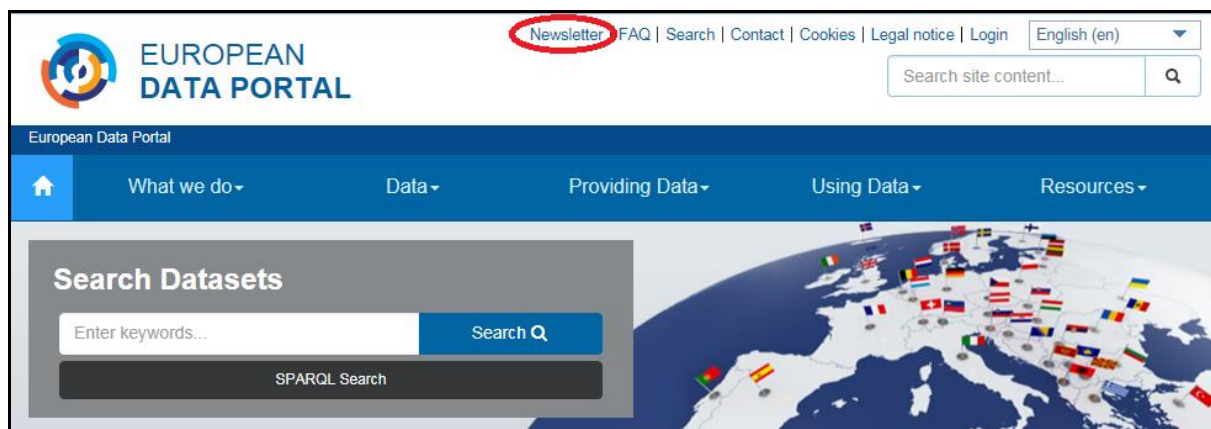 Newsletter | FAQ | Search | Contact | Cookies | Legal notice | Login English (en)
EUROPEAN
DATA PORTAL
Search site content...
European Data Portal
What we do Data Providing Data Using Data Resources
Search Datasets
Enter keywords... Search
SPARQL Search